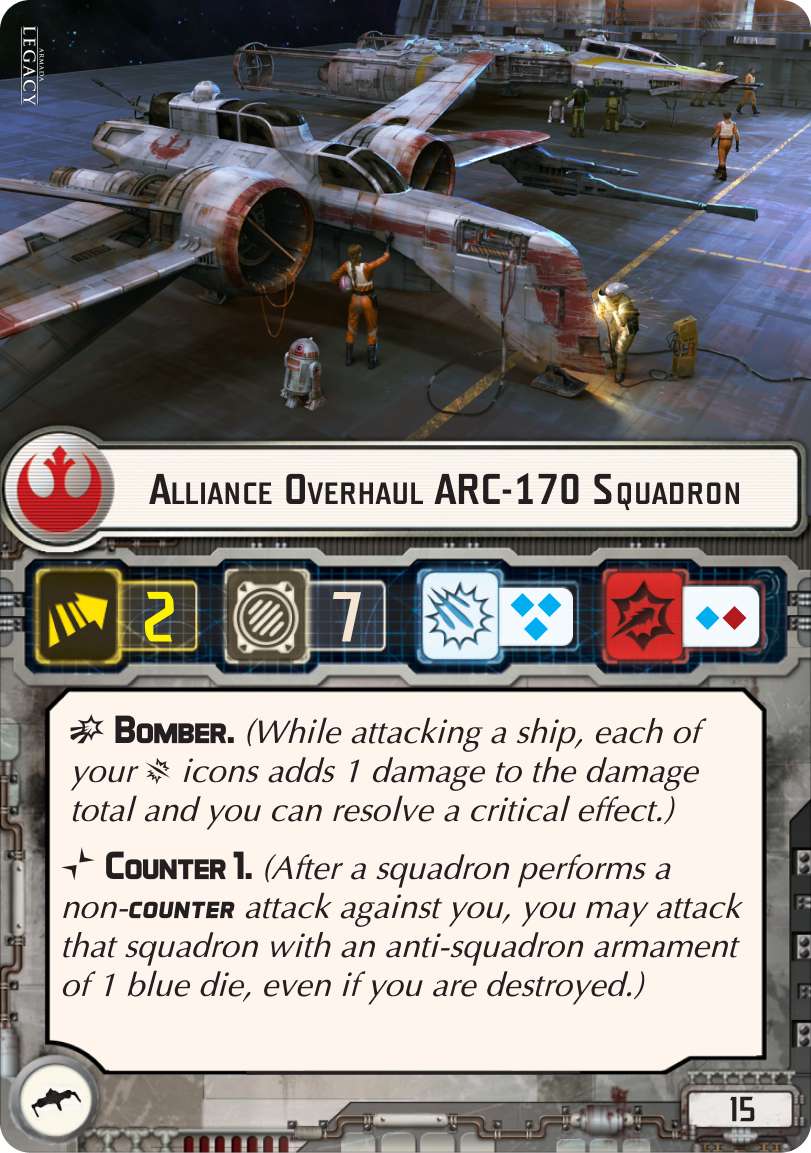 ARMADA
LEGACY
Alliance Overhaul ARC-170 Squadron
2
7
Bomber. (While attacking a ship, each of
your icons adds 1 damage to the damage
total and you can resolve a critical effect.)
Counter 1. (After a squadron performs a
non-counter attack against you, you may attack
that squadron with an anti-squadron armament
of 1 blue die, even if you are destroyed.)
15